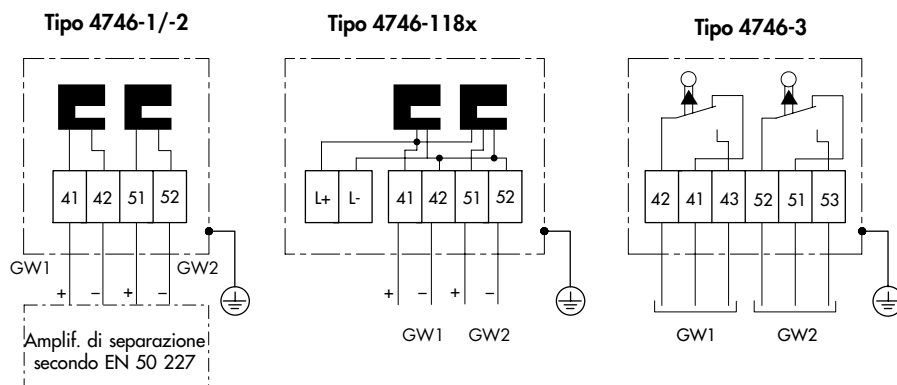 Tipo 4746-1/-2
Tipo 4746-118x
Tipo 4746-3
41 42 51 52
L+ L- 41 42 51 52
42 41 43 52 51 53
GW1 GW2
+ − + −
+ − + −
Amplif. di separazione
secondo EN 50 227
GW1 GW2
GW1 GW2